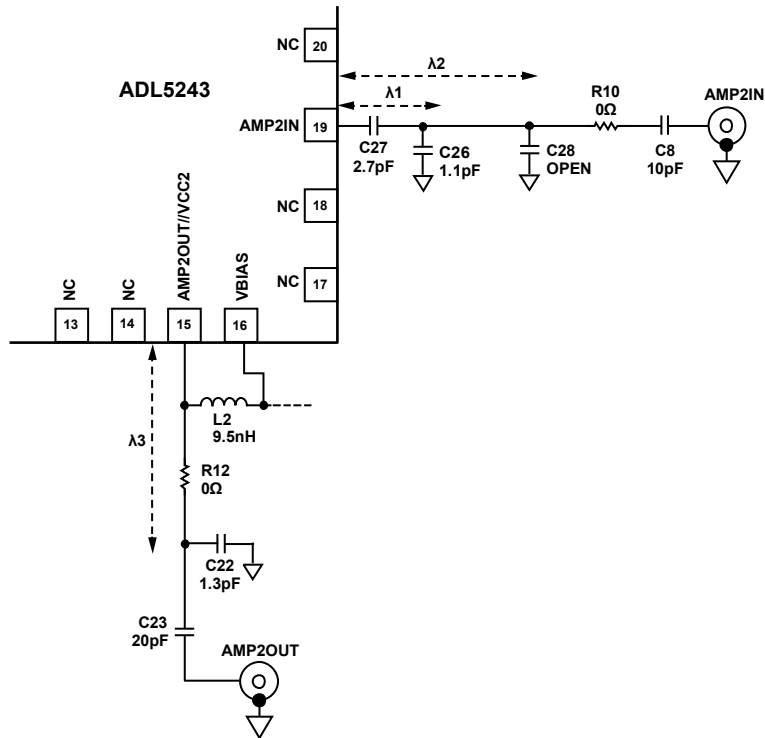 NC
20
ADL5243
λ2
λ1
R10
0Ω
AMP2IN
AMP2IN
19
C27
2.7pF
C26
1.1pF
C28
OPEN
C8
10pF
NC
18
NC
17
NC
NC
AMP2OUT//VCC2
VBIAS
13
14
15
16
L2
9.5nH
λ3
R12
0Ω
C22
1.3pF
C23
20pF
AMP2OUT